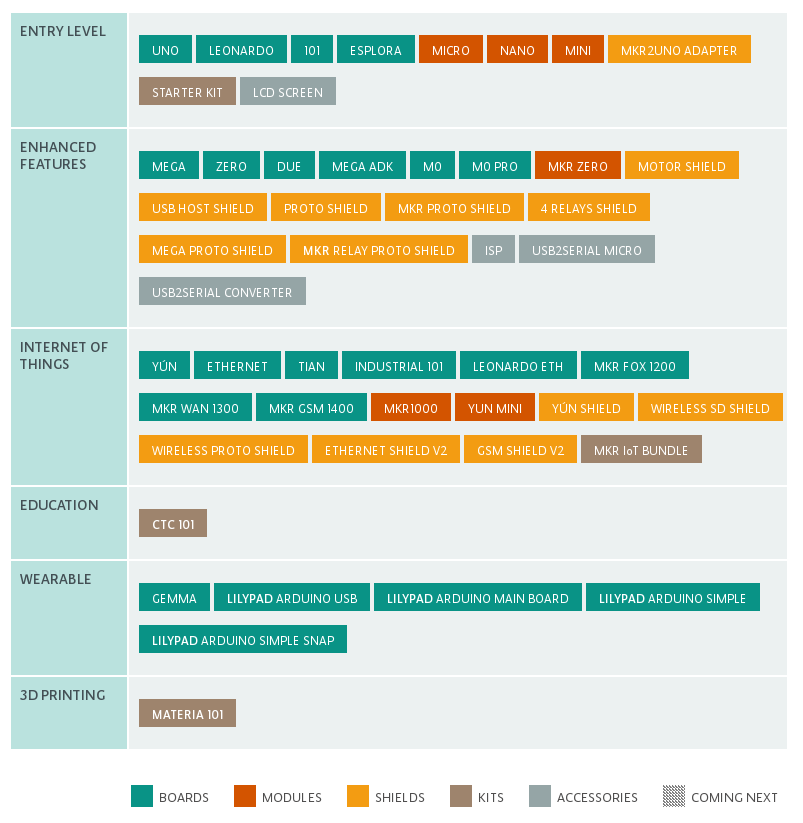 ENTRY LEVEL
UNO LEONARDO 101 ESPLORA MICRO NANO MINI MKR2UNO ADAPTER
STARTER KIT LCD SCREEN
ENHANCED
FEATURES
MEGA ZERO DUE MEGA ADK M0 M0 PRO MKR ZERO MOTOR SHIELD
USB HOST SHIELD PROTO SHIELD MKR PROTO SHIELD 4 RELAYS SHIELD
MEGA PROTO SHIELD MKR RELAY PROTO SHIELD ISP USB2SERIAL MICRO
USB2SERIAL CONVERTER
INTERNET OF
THINGS
YÚN ETHERNET TIAN INDUSTRIAL 101 LEONARDO ETH MKR FOX 1200
MKR WAN 1300 MKR GSM 1400 MKR1000 YUN MINI YÚN SHIELD WIRELESS SD SHIELD
WIRELESS PROTO SHIELD ETHERNET SHIELD V2 GSM SHIELD V2 MKR IoT BUNDLE
EDUCATION
CTC 101
WEARABLE
GEMMA LILYPAD ARDUINO USB LILYPAD ARDUINO MAIN BOARD LILYPAD ARDUINO SIMPLE
LILYPAD ARDUINO SIMPLE SNAP
3D PRINTING
MATERIA 101
BOARDS MODULES SHIELDS KITS ACCESSORIES COMING NEXT